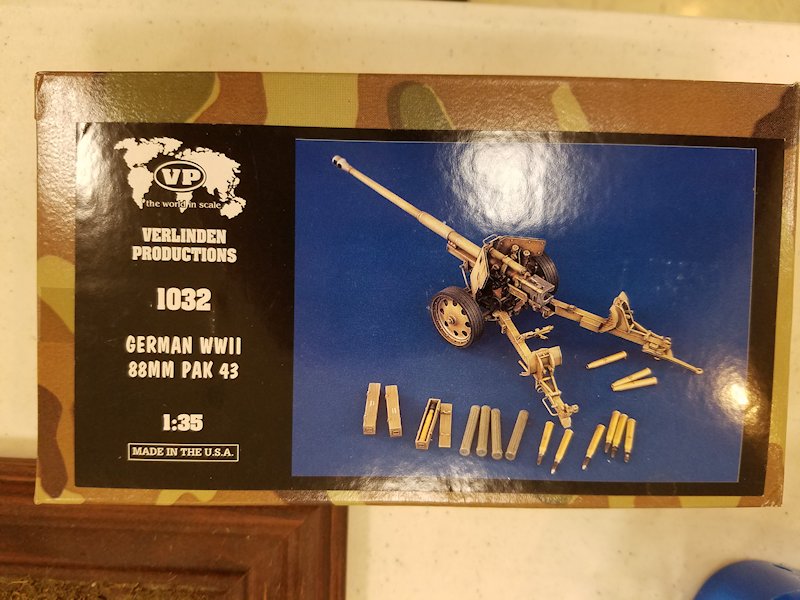 VP
the world in scale
VERLINDEN
PRODUCTIONS
1032
GERMAN WWII
88MM PAK 43
1:35
MADE IN THE U.S.A.